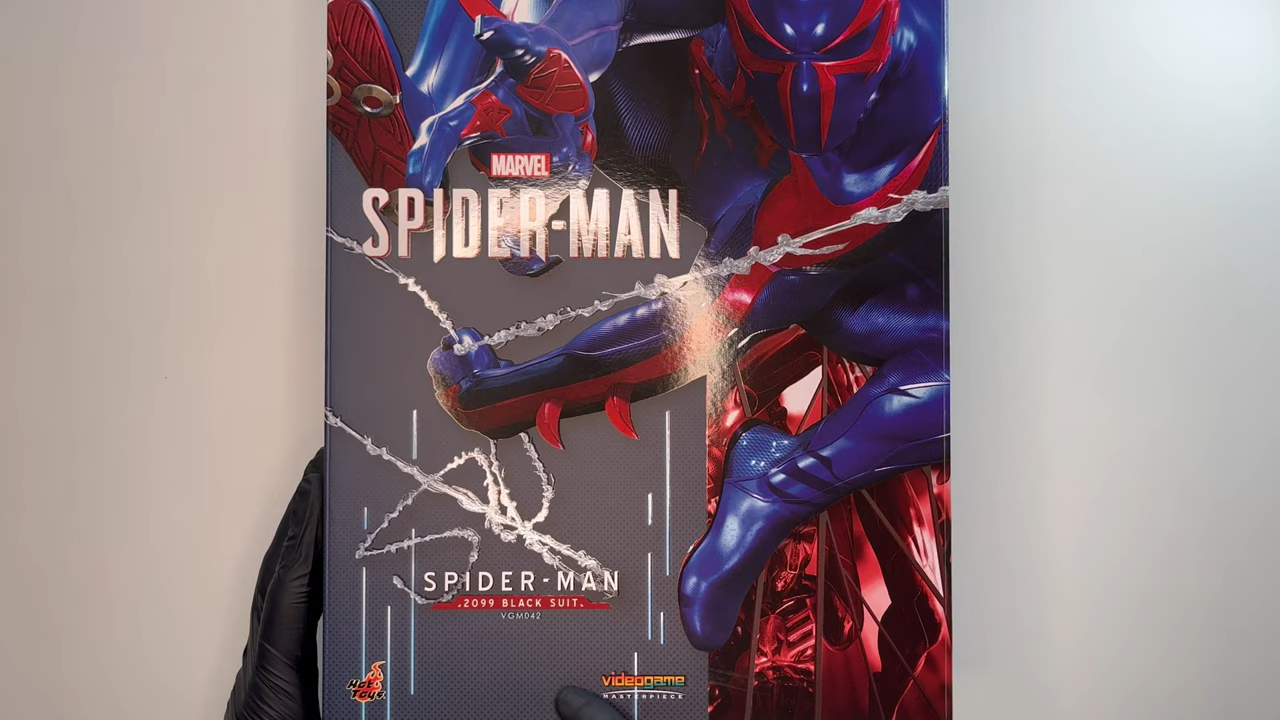 MARVEL
SPIDER-MAN
SPIDER-MAN
2099 BLACK SUIT
VGM042
Hot Toys
videogame
MASTERPIECE